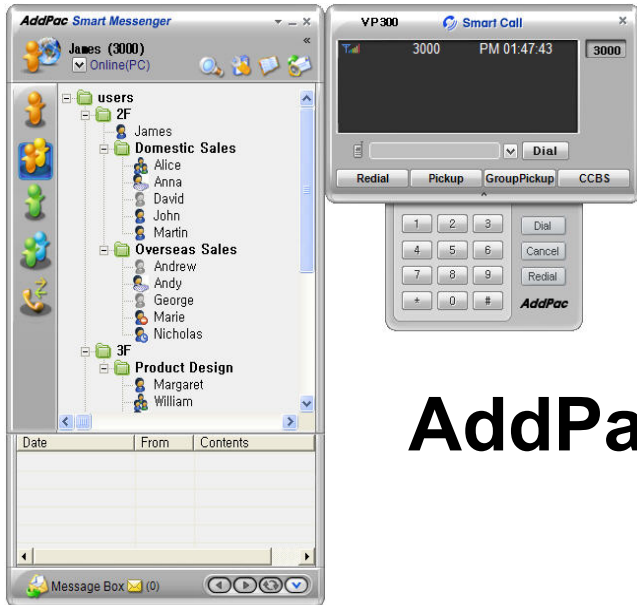 AddPac Smart Messenger
James (3000)
Online(PC)
users
2F
James
Domestic Sales
Alice
Anna
David
John
Martin
Overseas Sales
Andrew
Andy
George
Marie
Nicholas
3F
Product Design
Margaret
William
Date From Contents
Message Box (0)
VP300 Smart Call
3000 PM 01:47:43 3000
Dial
Redial Pickup GroupPickup CCBS
1 2 3 Dial
4 5 6 Cancel
7 8 9 Redial
* 0 # AddPac
AddPa